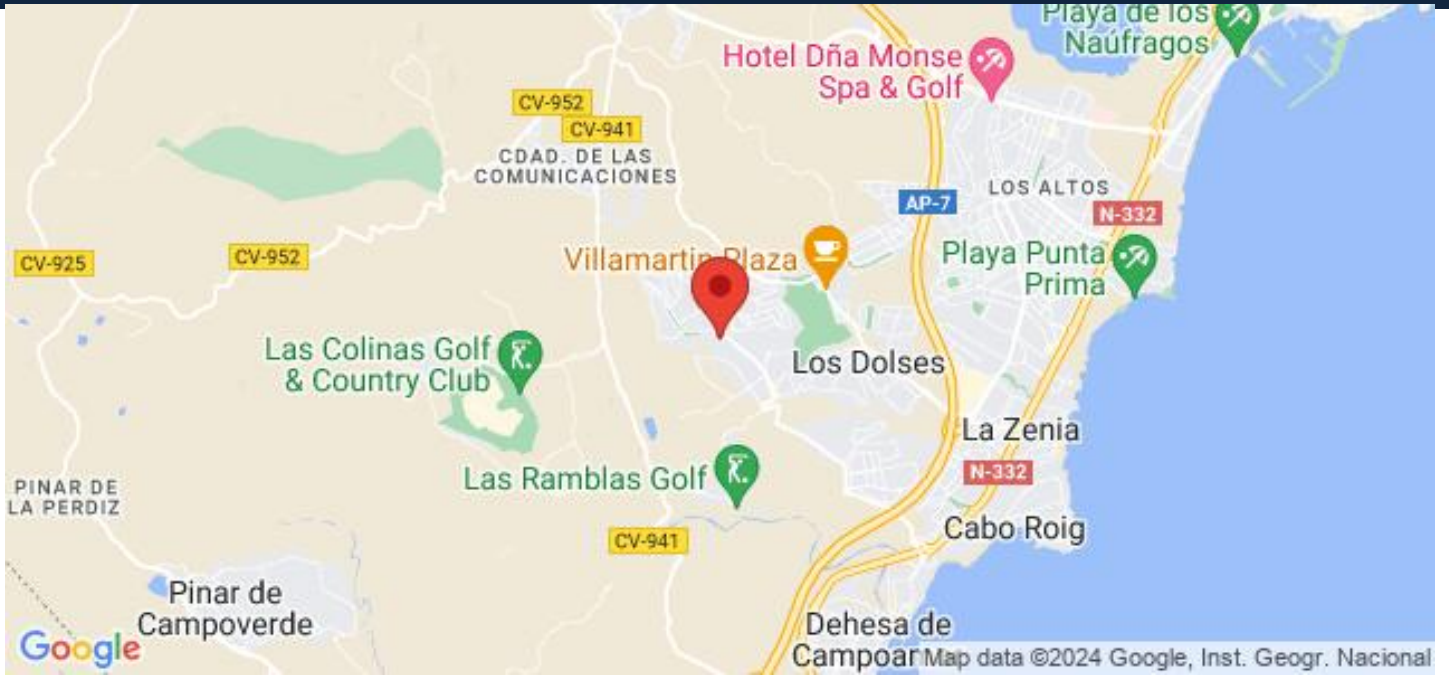 Playa de los
Naúfragos
Hotel Dña Monse
Spa & Golf
CV-952
CV-941
CDAD. DE LAS
COMUNICACIONES
LOS ALTOS
AP-7
N-332
CV-925
CV-952
Villamartin Plaza
Playa Punta
Prima
Las Colinas Golf
& Country Club
Los Dolses
La Zenia
N-332
Las Ramblas Golf
PINAR DE
LA PERDIZ
Cabo Roig
CV-941
Pinar de
Campoverde
Dehesa de
Campoam
Google
Map data ©2024 Google, Inst. Geogr. Nacional